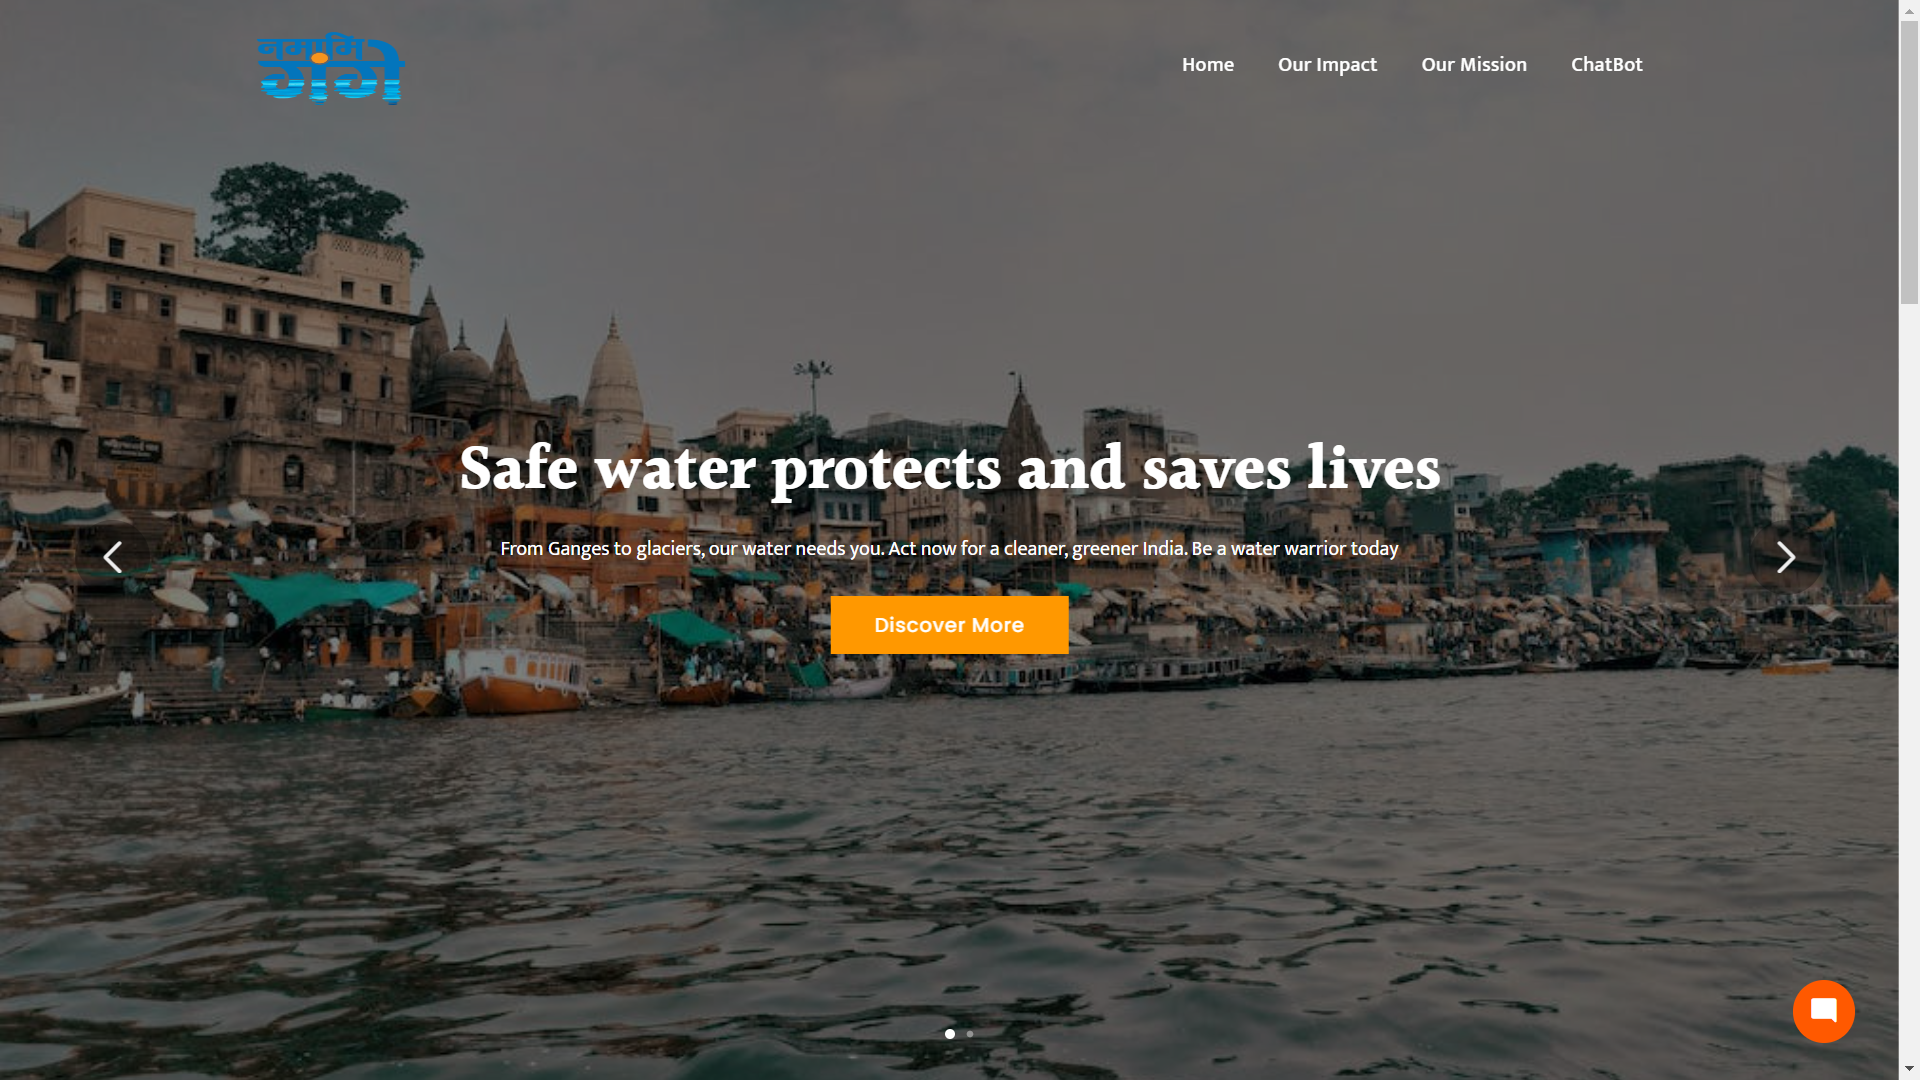 नमामि
गंगे
Home
Our Impact
Our Mission
ChatBot
Safe water protects and saves lives
From Ganges to glaciers, our water needs you. Act now for a cleaner, greener India. Be a water warrior today
Discover More